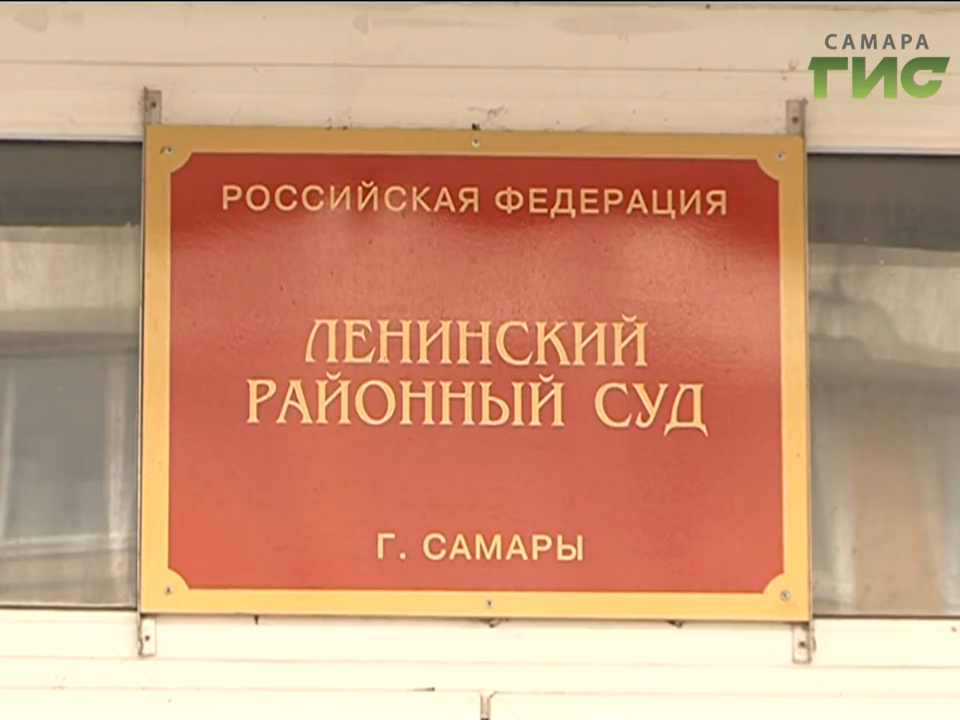 САМАРА
ГИС
РОССИЙСКАЯ ФЕДЕРАЦИЯ
ЛЕНИНСКИЙ
РАЙОННЫЙ СУД
Г. САМАРЫ